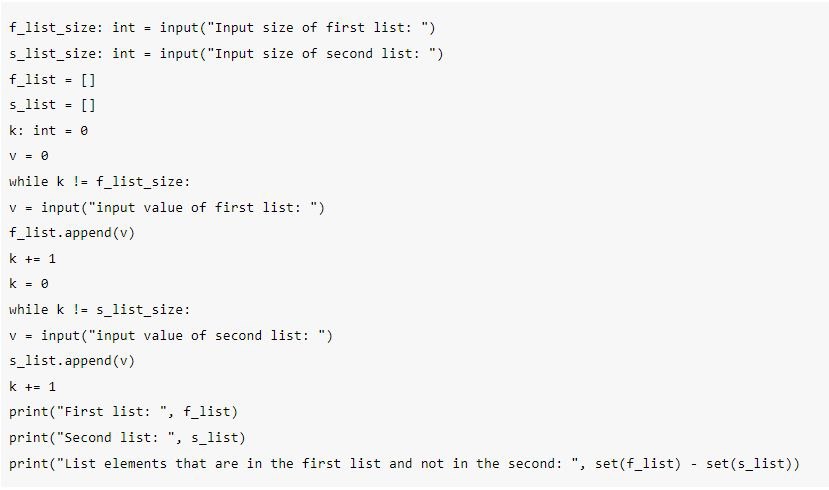 f_list_size: int = input("Input size of first list: ")
s_list_size: int = input("Input size of second list: ")
f_list = []
s_list = []
k: int = 0
v = 0
while k != f_list_size:
v = input("input value of first list: ")
f_list.append(v)
k += 1
k = 0
while k != s_list_size:
v = input("input value of second list: ")
s_list.append(v)
k += 1
print("First list: ", f_list)
print("Second list: ", s_list)
print("List elements that are in the first list and not in the second: ", set(f_list) - set(s_list))